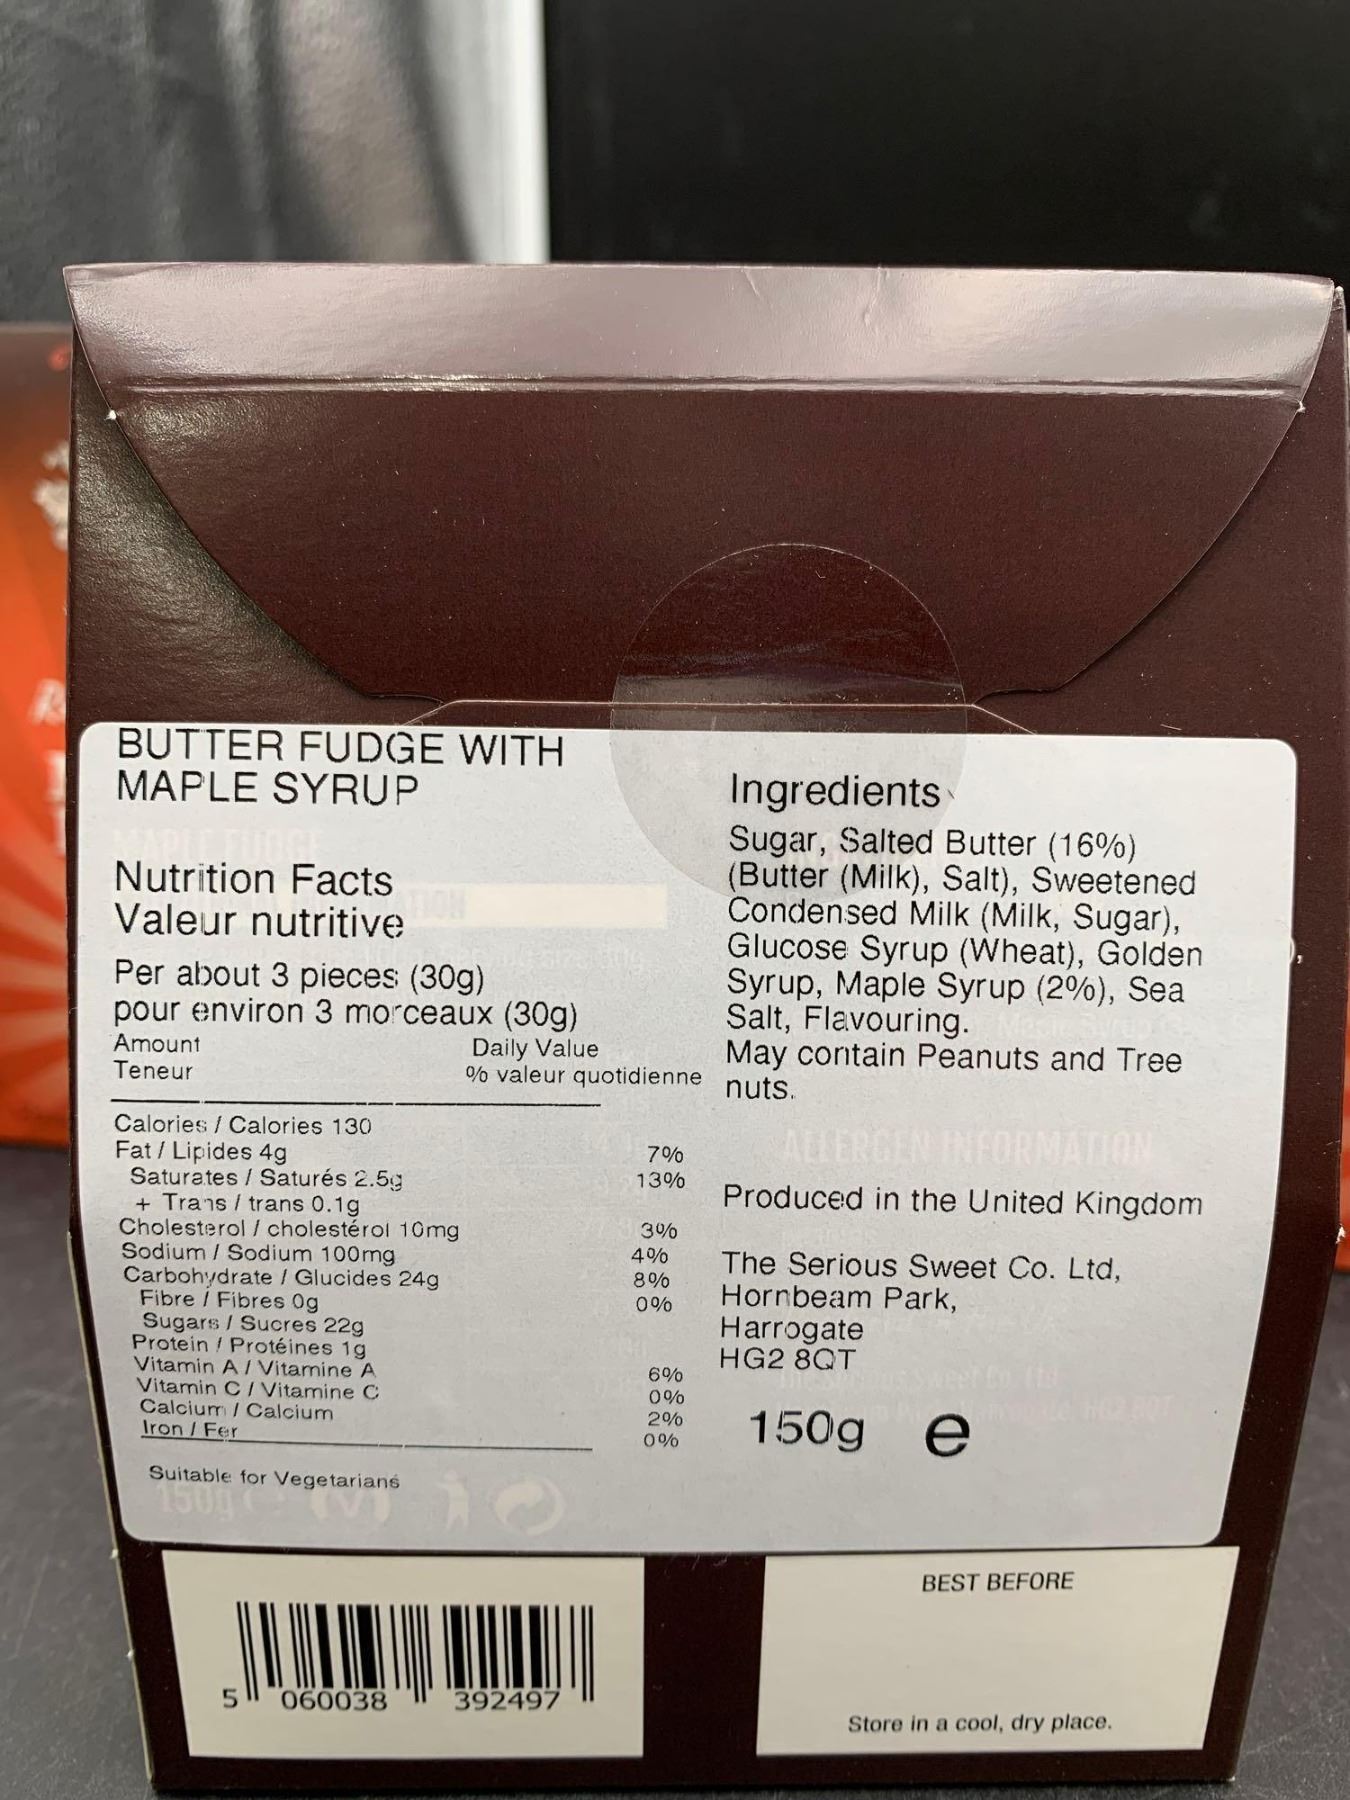 BUTTER FUDGE WITH
MAPLE SYRUP
Nutrition Facts
Valeur nutritive
Per about 3 pieces (30g)
pour environ 3 morceaux (30g)
Amount Daily Value
Teneur % valeur quotidienne
Calories / Calories 130
Fat / Lipides 4g 7%
Saturates / Saturés 2.5g 13%
+ Trans / trans 0.1g
Cholesterol / cholestérol 10mg 3%
Sodium / Sodium 100mg 4%
Carbohydrate / Glucides 24g 8%
Fibre / Fibres 0g 0%
Sugars / Sucres 22g
Protein / Protéines 1g
Vitamin A / Vitamine A 6%
Vitamin C / Vitamine C 0%
Calcium / Calcium 2%
Iron / Fer 0%
Suitable for Vegetarians
Ingredients
Sugar, Salted Butter (16%)
(Butter (Milk), Salt), Sweetened
Condensed Milk (Milk, Sugar),
Glucose Syrup (Wheat), Golden
Syrup, Maple Syrup (2%), Sea
Salt, Flavouring.
May contain Peanuts and Tree
nuts.
ALLERGEN INFORMATION
Produced in the United Kingdom
The Serious Sweet Co. Ltd,
Hornbeam Park,
Harrogate
HG2 8QT
150g e
5 060038 392497
BEST BEFORE
Store in a cool, dry place.